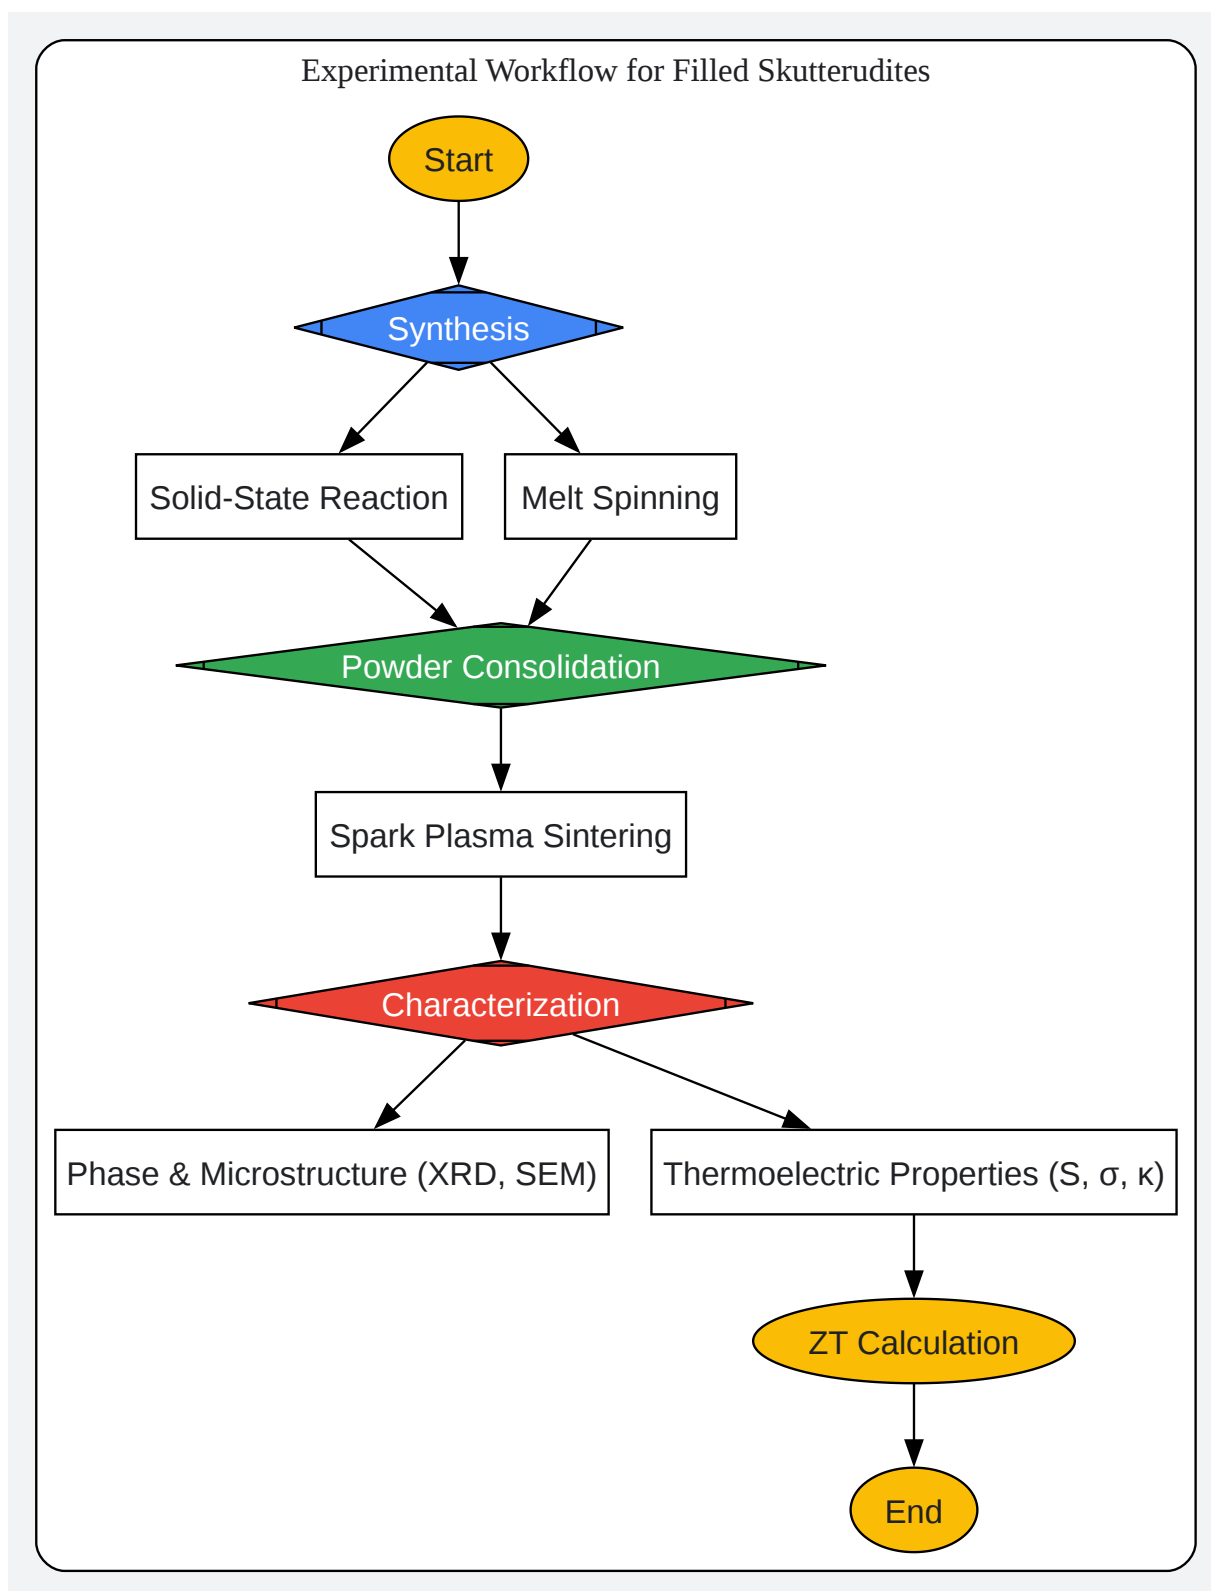 Experimental Workflow for Filled Skutterudites
Start
Synthesis
Solid-State Reaction
Melt Spinning
Powder Consolidation
Spark Plasma Sintering
Characterization
Phase & Microstructure (XRD, SEM)
Thermoelectric Properties (S, σ, κ)
ZT Calculation
End